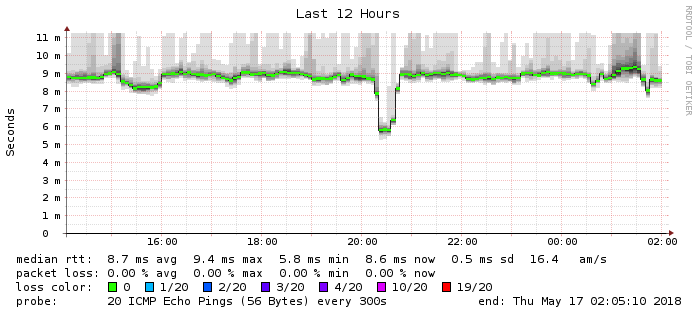 Last 12 Hours
RRDTOOL / TOBI OETIKER
Seconds
11 m
10 m
9 m
8 m
7 m
6 m
5 m
4 m
3 m
2 m
1 m
0
16:00 18:00 20:00 22:00 00:00 02:00
median rtt: 8.7 ms avg 9.4 ms max 5.8 ms min 8.6 ms now 0.5 ms sd 16.4 am/s
packet loss: 0.00 % avg 0.00 % max 0.00 % min 0.00 % now
loss color: 0 1/20 2/20 3/20 4/20 10/20 19/20
probe: 20 ICMP Echo Pings (56 Bytes) every 300s end: Thu May 17 02:05:10 2018